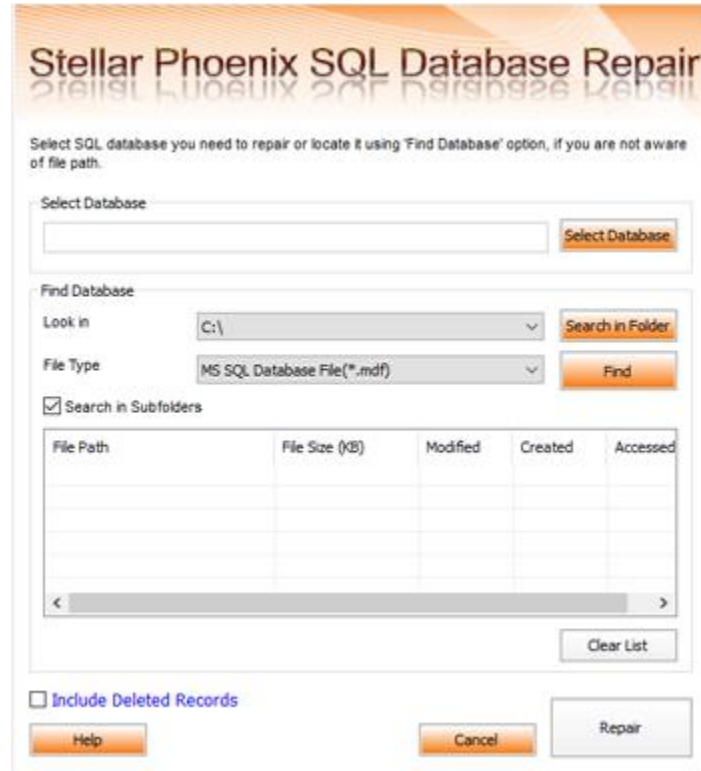 Stellar Phoenix SQL Database Repair
Select SQL database you need to repair or locate it using 'Find Database' option, if you are not aware
of file path.
Select Database
Select Database
Find Database
Look in C:\ Search in Folder
File Type MS SQL Database File(*.mdf) Find
Search in Subfolders
File Path File Size (KB) Modified Created Accessed
Clear List
Include Deleted Records
Help Cancel Repair